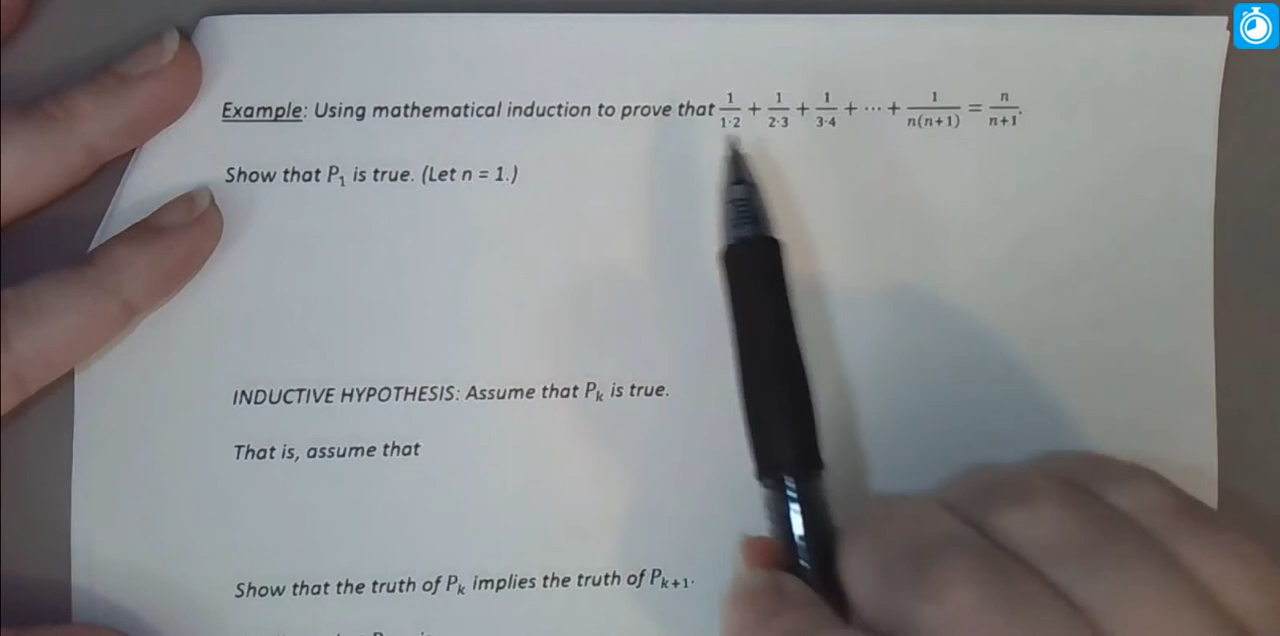 Example: Using mathematical induction to prove that 1/(1·2) + 1/(2·3) + 1/(3·4) + ⋯ + 1/(n(n+1)) = n/(n+1).
Show that P₁ is true. (Let n = 1.)
INDUCTIVE HYPOTHESIS: Assume that Pₖ is true.
That is, assume that
Show that the truth of Pₖ implies the truth of Pₖ₊₁.